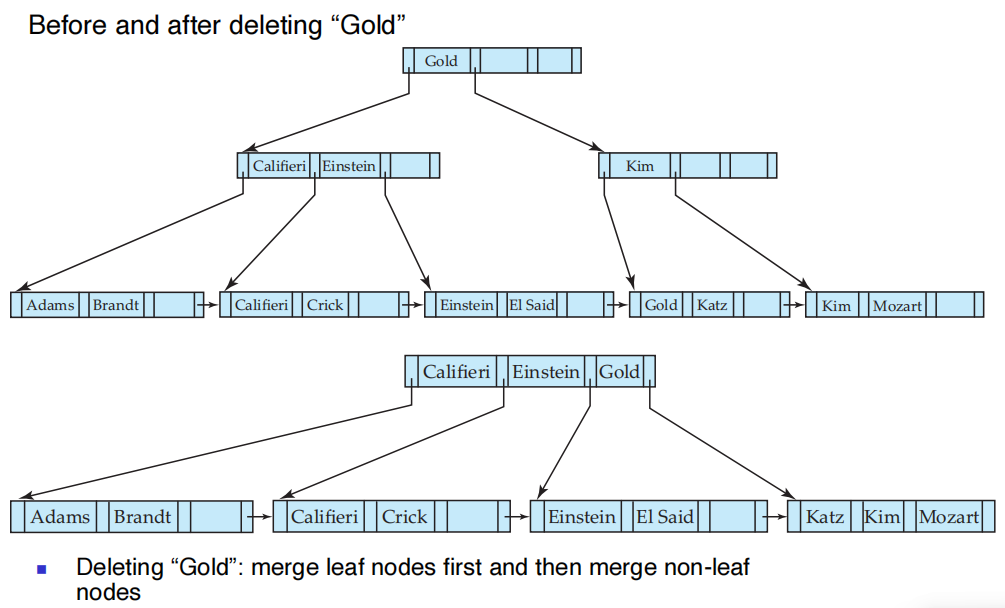 Before and after deleting “Gold”
Gold
Califieri Einstein
Kim
Adams Brandt
Califieri Crick
Einstein El Said
Gold Katz
Kim Mozart
Califieri Einstein Gold
Adams Brandt
Califieri Crick
Einstein El Said
Katz Kim Mozart
Deleting “Gold”: merge leaf nodes first and then merge non-leaf
nodes